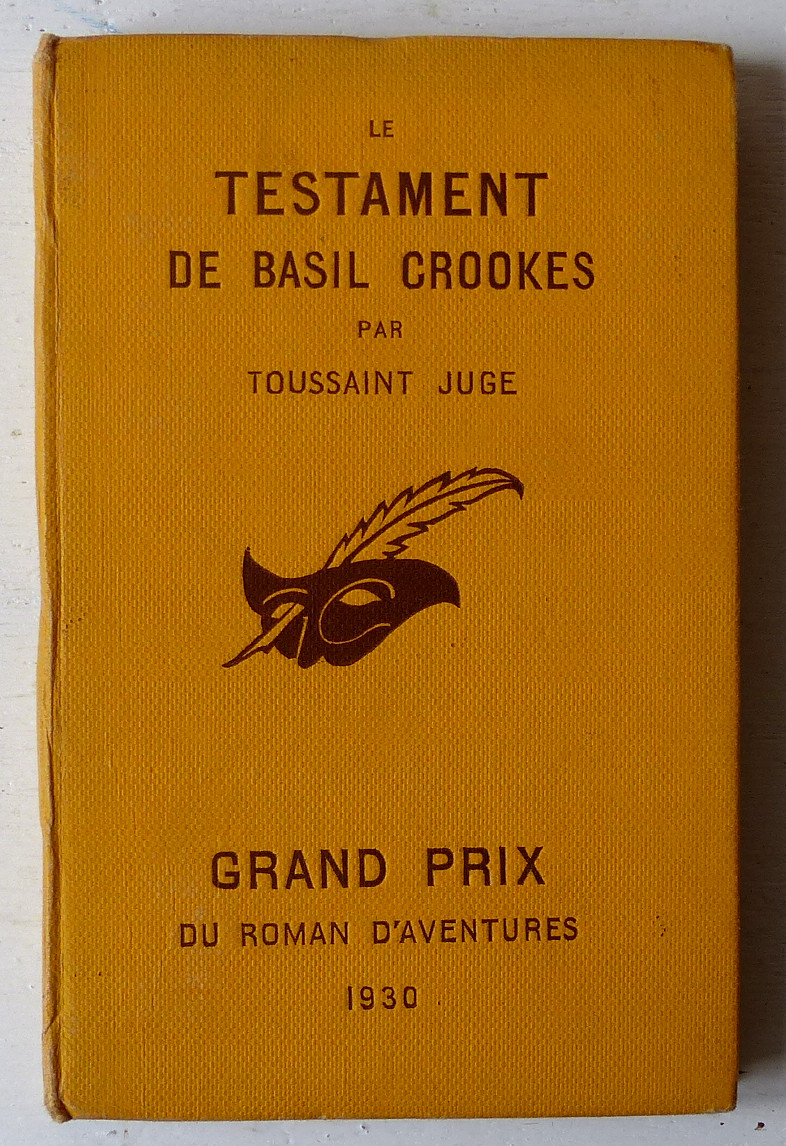 LE
TESTAMENT
DE BASIL CROOKES
PAR
TOUSSAINT JUGE
GRAND PRIX
DU ROMAN D'AVENTURES
1930